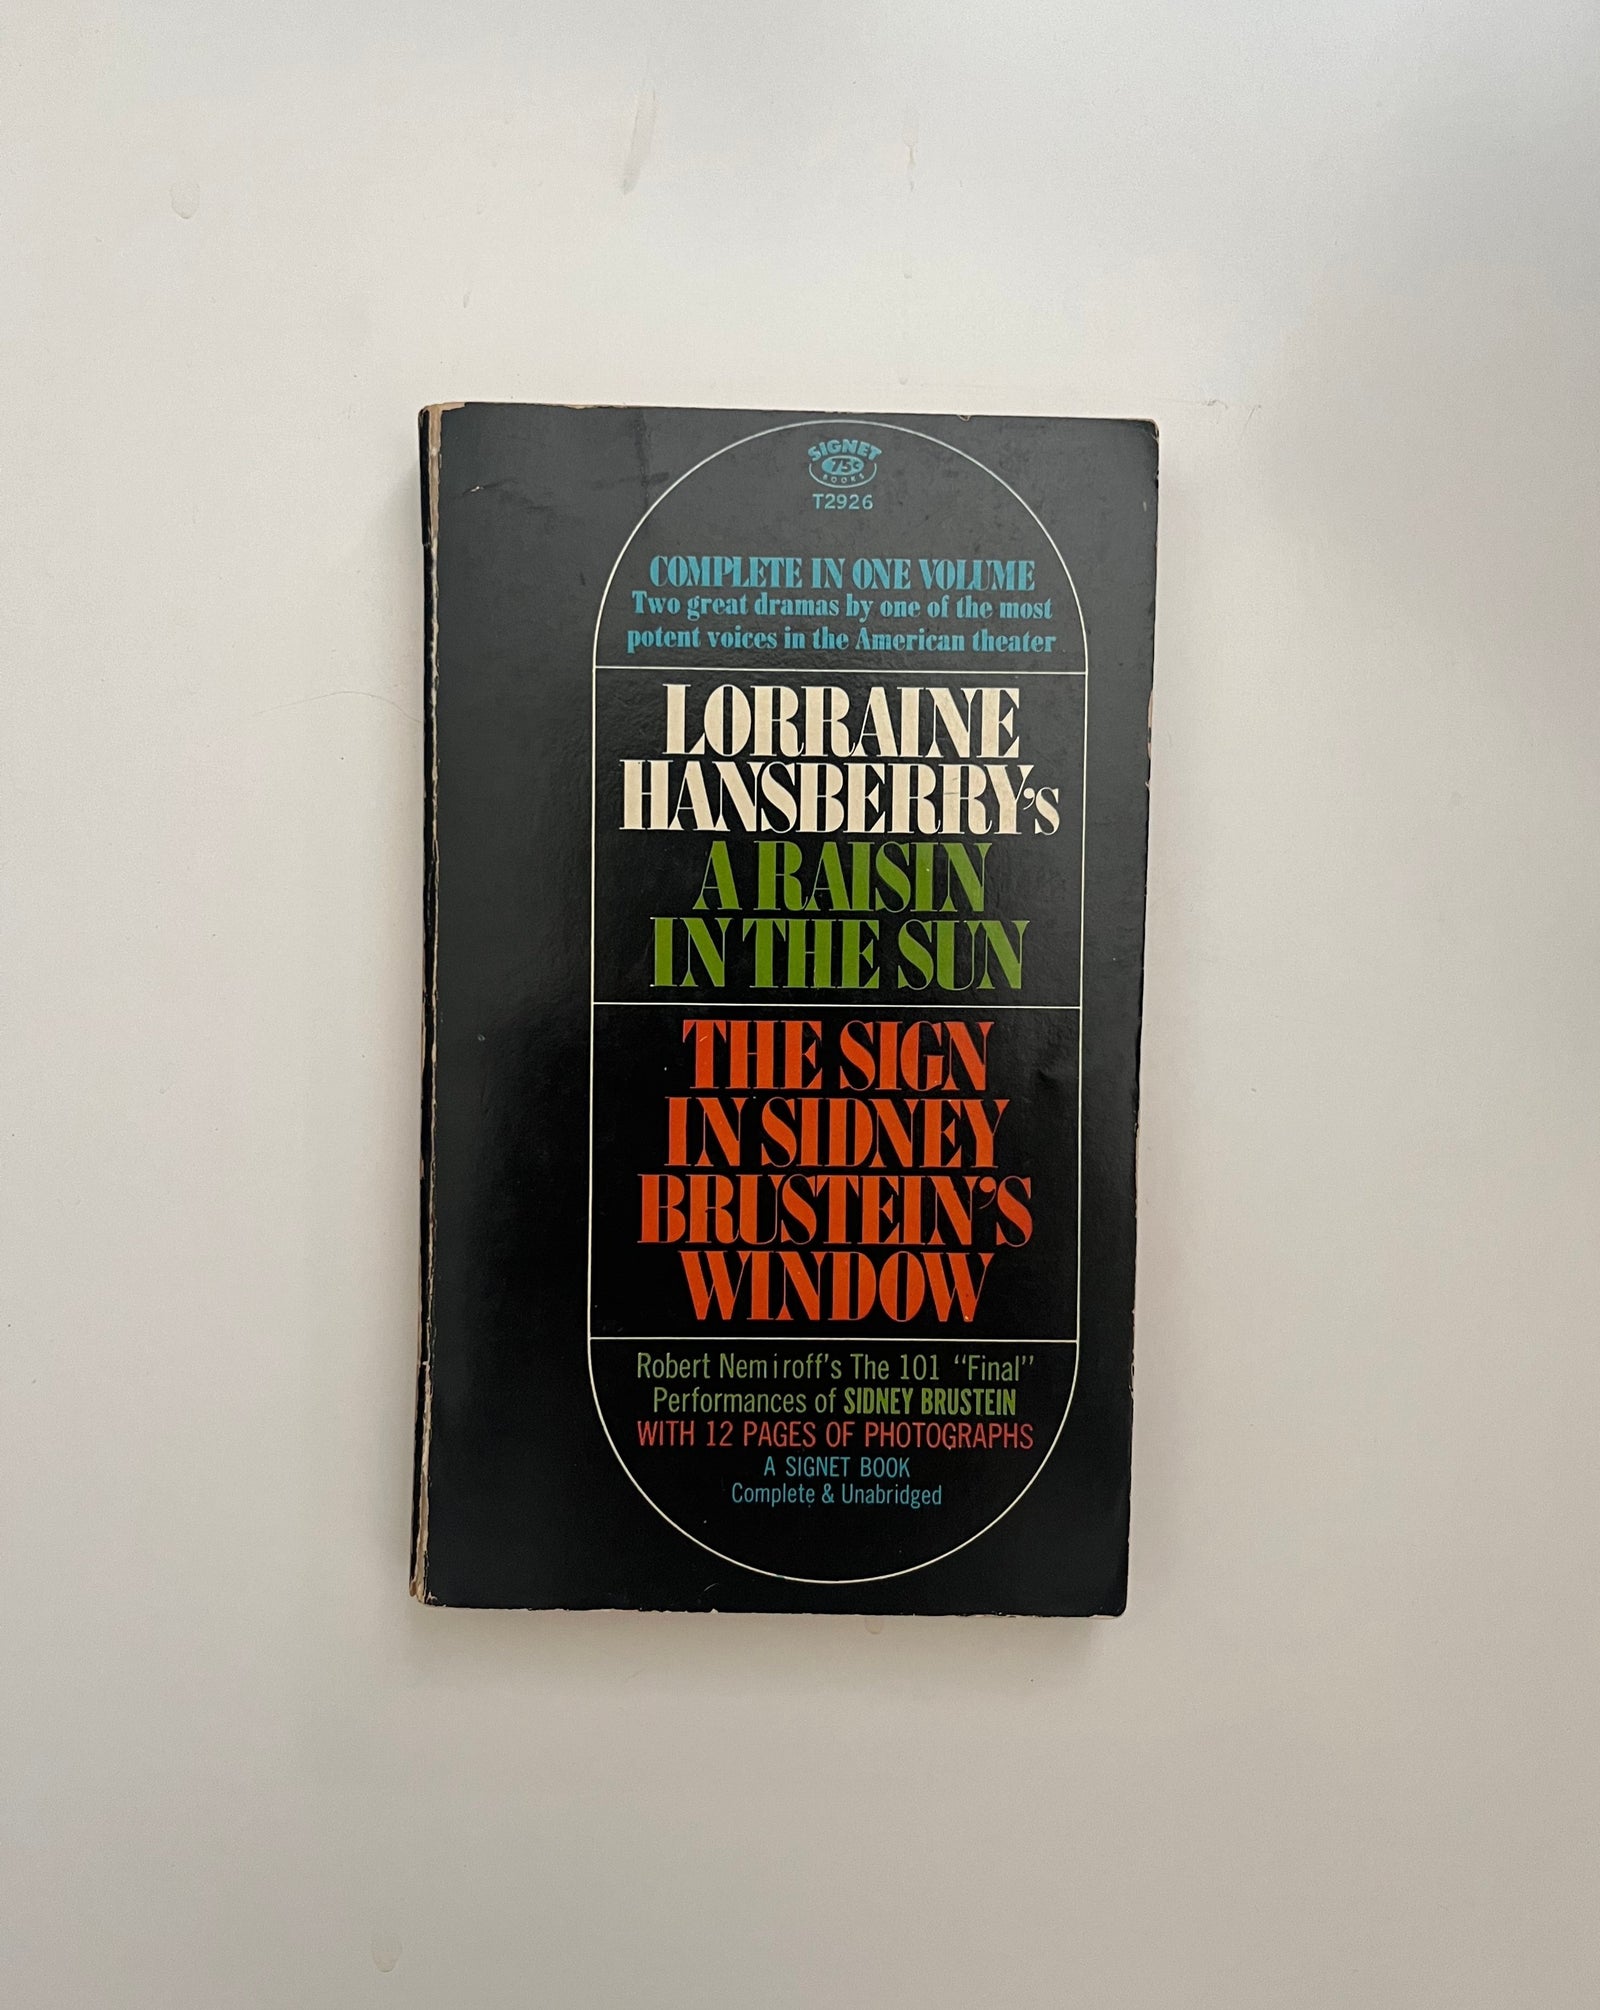 SIGNET
75¢
BOOKS
T2926
COMPLETE IN ONE VOLUME
Two great dramas by one of the most
potent voices in the American theater
LORRAINE
HANSBERRY's
A RAISIN
IN THE SUN
THE SIGN
IN SIDNEY
BRUSTEIN'S
WINDOW
Robert Nemiroff's The 101 "Final"
Performances of SIDNEY BRUSTEIN
WITH 12 PAGES OF PHOTOGRAPHS
A SIGNET BOOK
Complete & Unabridged